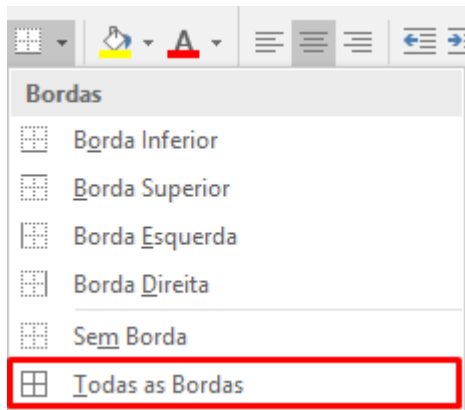 A
Bordas
Borda Inferior
Borda Superior
Borda Esquerda
Borda Direita
Sem Borda
Todas as Bordas